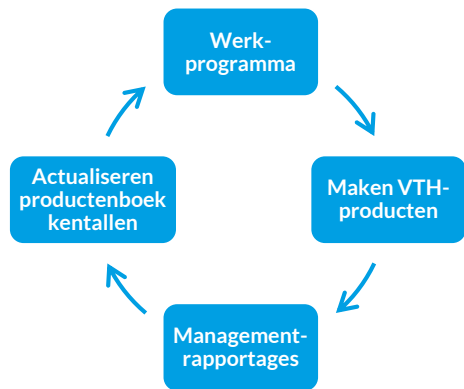 Werk-
programma
Maken VTH-
producten
Management-
rapportages
Actualiseren
productenboek
kentallen